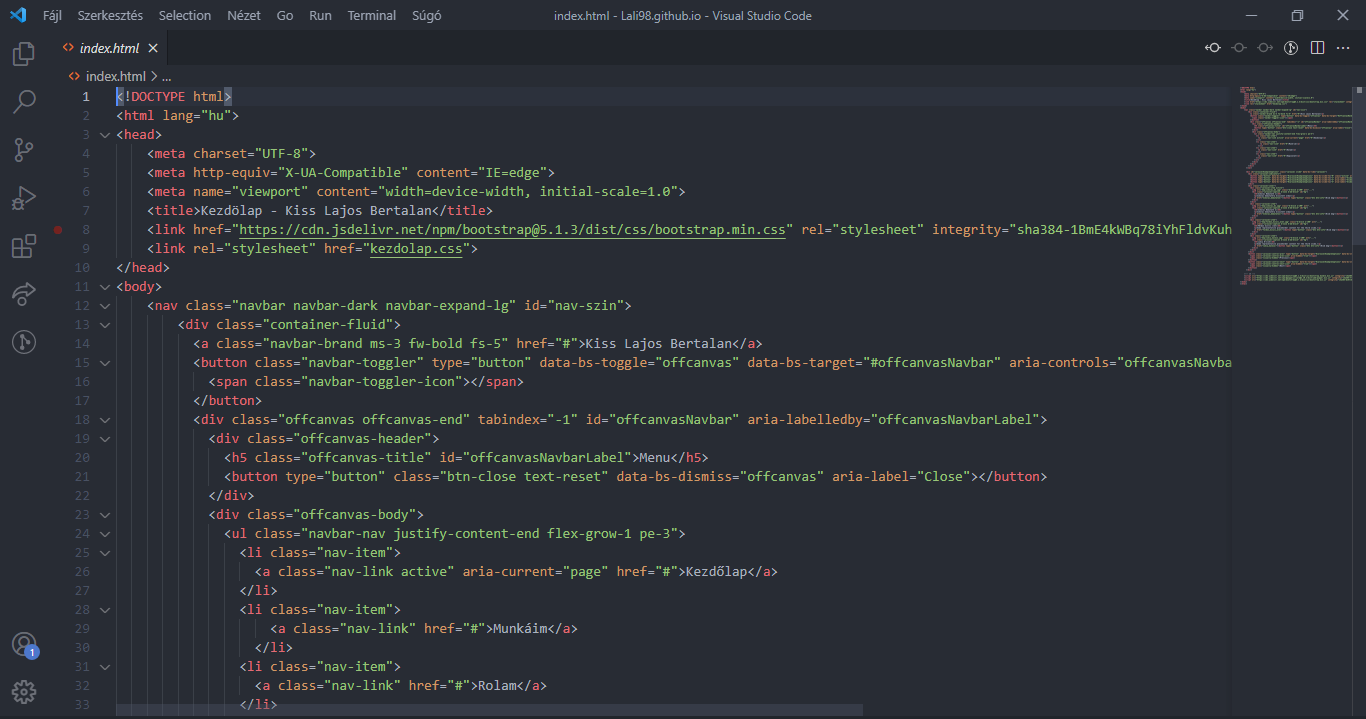 Fájl Szerkesztés Selection Nézet Go Run Terminal Súgó index.html - Lali98.github.io - Visual Studio Code
index.html
index.html > ...
1 <!DOCTYPE html>
2 <html lang="hu">
3 <head>
4 <meta charset="UTF-8">
5 <meta http-equiv="X-UA-Compatible" content="IE=edge">
6 <meta name="viewport" content="width=device-width, initial-scale=1.0">
7 <title>Kezdőlap - Kiss Lajos Bertalan</title>
8 <link href="https://cdn.jsdelivr.net/npm/bootstrap@5.1.3/dist/css/bootstrap.min.css" rel="stylesheet" integrity="sha384-1BmE4kWBq78iYhFldvKuh
9 <link rel="stylesheet" href="kezdolap.css">
10 </head>
11 <body>
12 <nav class="navbar navbar-dark navbar-expand-lg" id="nav-szin">
13 <div class="container-fluid">
14 <a class="navbar-brand ms-3 fw-bold fs-5" href="#">Kiss Lajos Bertalan</a>
15 <button class="navbar-toggler" type="button" data-bs-toggle="offcanvas" data-bs-target="#offcanvasNavbar" aria-controls="offcanvasNavba
16 <span class="navbar-toggler-icon"></span>
17 </button>
18 <div class="offcanvas offcanvas-end" tabindex="-1" id="offcanvasNavbar" aria-labelledby="offcanvasNavbarLabel">
19 <div class="offcanvas-header">
20 <h5 class="offcanvas-title" id="offcanvasNavbarLabel">Menu</h5>
21 <button type="button" class="btn-close text-reset" data-bs-dismiss="offcanvas" aria-label="Close"></button>
22 </div>
23 <div class="offcanvas-body">
24 <ul class="navbar-nav justify-content-end flex-grow-1 pe-3">
25 <li class="nav-item">
26 <a class="nav-link active" aria-current="page" href="#">Kezdőlap</a>
27 </li>
28 <li class="nav-item">
29 <a class="nav-link" href="#">Munkáim</a>
30 </li>
31 <li class="nav-item">
32 <a class="nav-link" href="#">Rolam</a>
33 </li>
1